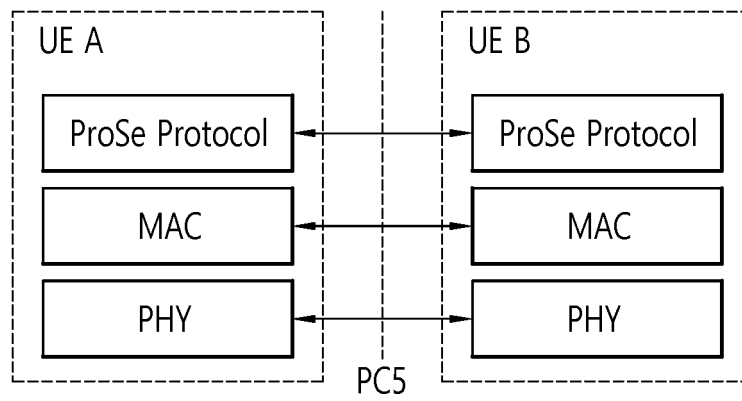 UE A
UE B
ProSe Protocol
ProSe Protocol
MAC
MAC
PHY
PHY
PC5